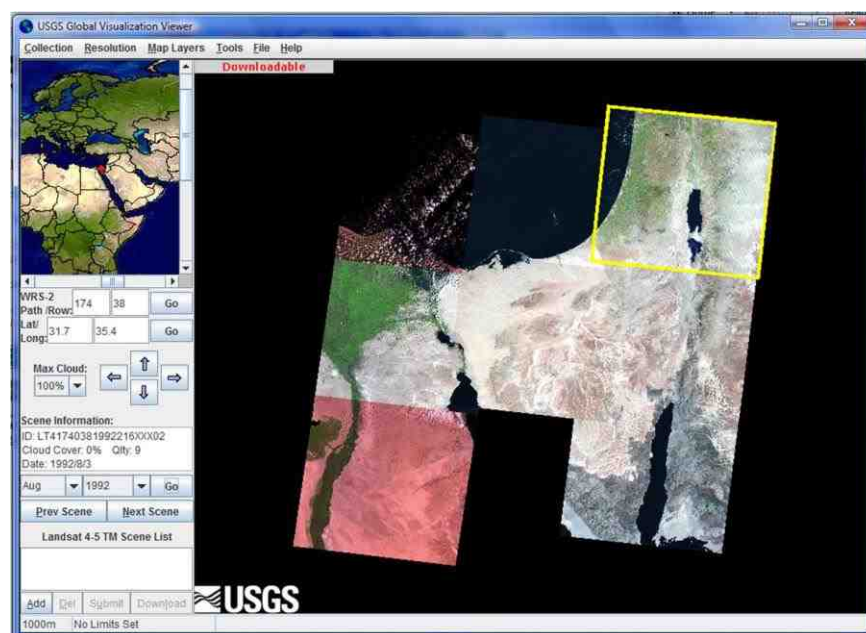 USGS Global Visualization Viewer
Collection Resolution Map Layers Tools File Help
Downloadable
WRS-2
Path /Row: 174 38 Go
Lat/
Long: 31.7 35.4 Go
Max Cloud:
100%
Scene Information:
ID: LT41740381992216XXX02
Cloud Cover: 0% Qlty: 9
Date: 1992/8/3
Aug 1992 Go
Prev Scene Next Scene
Landsat 4-5 TM Scene List
Add Del Submit Download
USGS
1000m No Limits Set